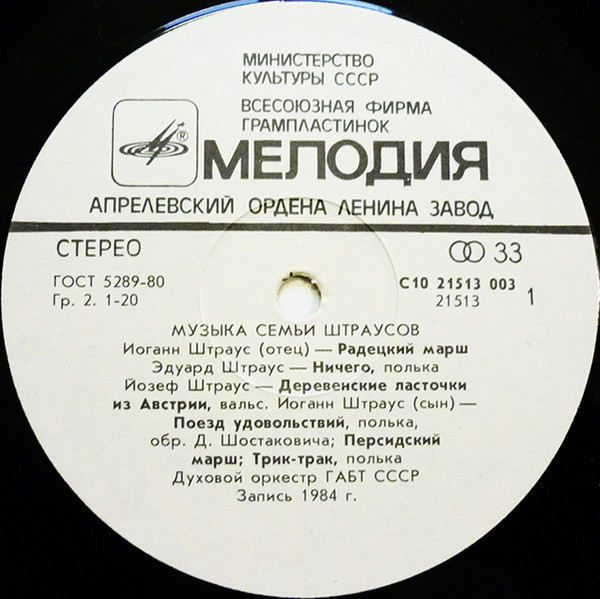 МИНИСТЕРСТВО
КУЛЬТУРЫ СССР
ВСЕСОЮЗНАЯ ФИРМА
ГРАМПЛАСТИНОК
®
МЕЛОДИЯ
АПРЕЛЕВСКИЙ ОРДЕНА ЛЕНИНА ЗАВОД
СТЕРЕО 33
ГОСТ 5289-80 С10 21513 003
Гр. 2. 1-20 21513 1
МУЗЫКА СЕМЬИ ШТРАУСОВ
Иоганн Штраус (отец) — Радецкий марш
Эдуард Штраус — Ничего, полька
Йозеф Штраус — Деревенские ласточки
из Австрии, вальс. Иоганн Штраус (сын) —
Поезд удовольствий, полька,
обр. Д. Шостаковича; Персидский
марш; Трик-трак, полька
Духовой оркестр ГАБТ СССР
Запись 1984 г.